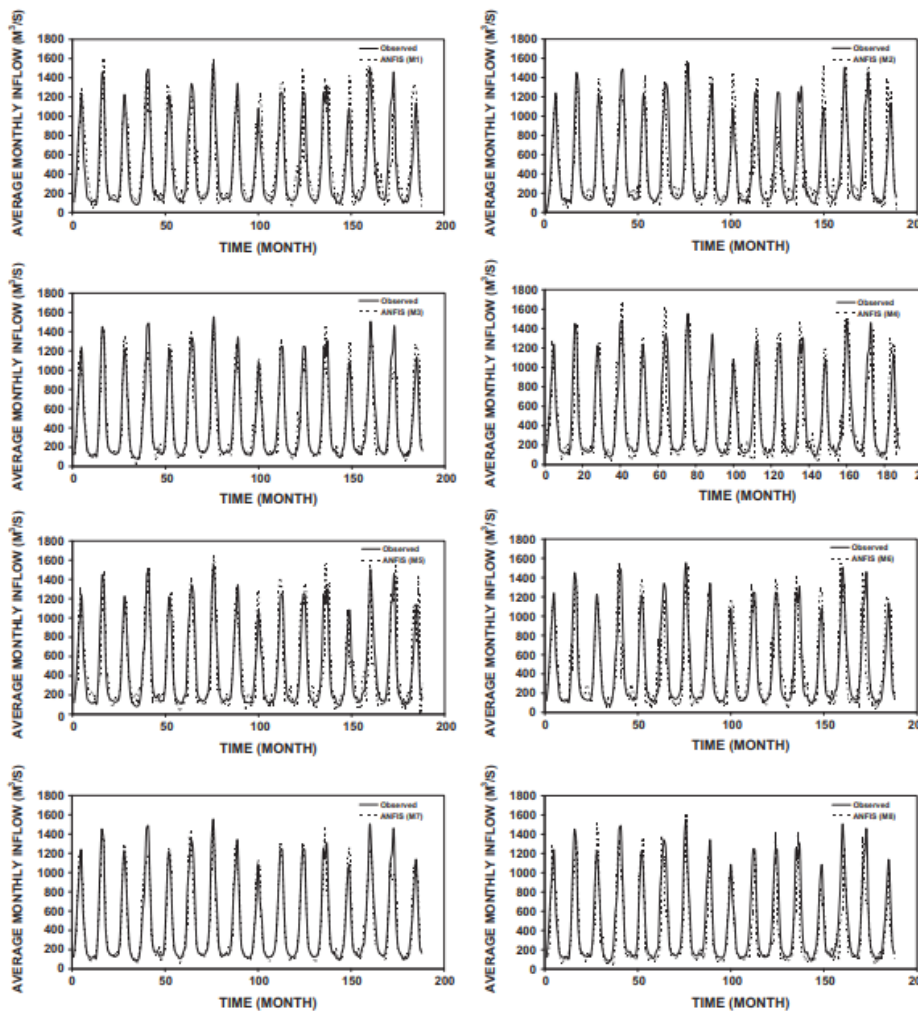 AVERAGE MONTHLY INFLOW (M³/S)
1800
1600
1400
1200
1000
800
600
400
200
0
0 50 100 150 200
TIME (MONTH)
Observed
ANFIS (M1)
AVERAGE MONTHLY INFLOW (M³/S)
1800
1600
1400
1200
1000
800
600
400
200
0
0 50 100 150 200
TIME (MONTH)
Observed
ANFIS (M2)
AVERAGE MONTHLY INFLOW (M³/S)
1800
1600
1400
1200
1000
800
600
400
200
0
0 50 100 150 200
TIME (MONTH)
Observed
ANFIS (M3)
AVERAGE MONTHLY INFLOW (M³/S)
1800
1600
1400
1200
1000
800
600
400
200
0
0 20 40 60 80 100 120 140 160 180
TIME (MONTH)
Observed
ANFIS (M4)
AVERAGE MONTHLY INFLOW (M³/S)
1800
1600
1400
1200
1000
800
600
400
200
0
0 50 100 150 200
TIME (MONTH)
Observed
ANFIS (M5)
AVERAGE MONTHLY INFLOW (M³/S)
1800
1600
1400
1200
1000
800
600
400
200
0
0 50 100 150 200
TIME (MONTH)
Observed
ANFIS (M6)
AVERAGE MONTHLY INFLOW (M³/S)
1800
1600
1400
1200
1000
800
600
400
200
0
0 50 100 150 200
TIME (MONTH)
Observed
ANFIS (M7)
AVERAGE MONTHLY INFLOW (M³/S)
1800
1600
1400
1200
1000
800
600
400
200
0
0 50 100 150 200
TIME (MONTH)
Observed
ANFIS (M8)